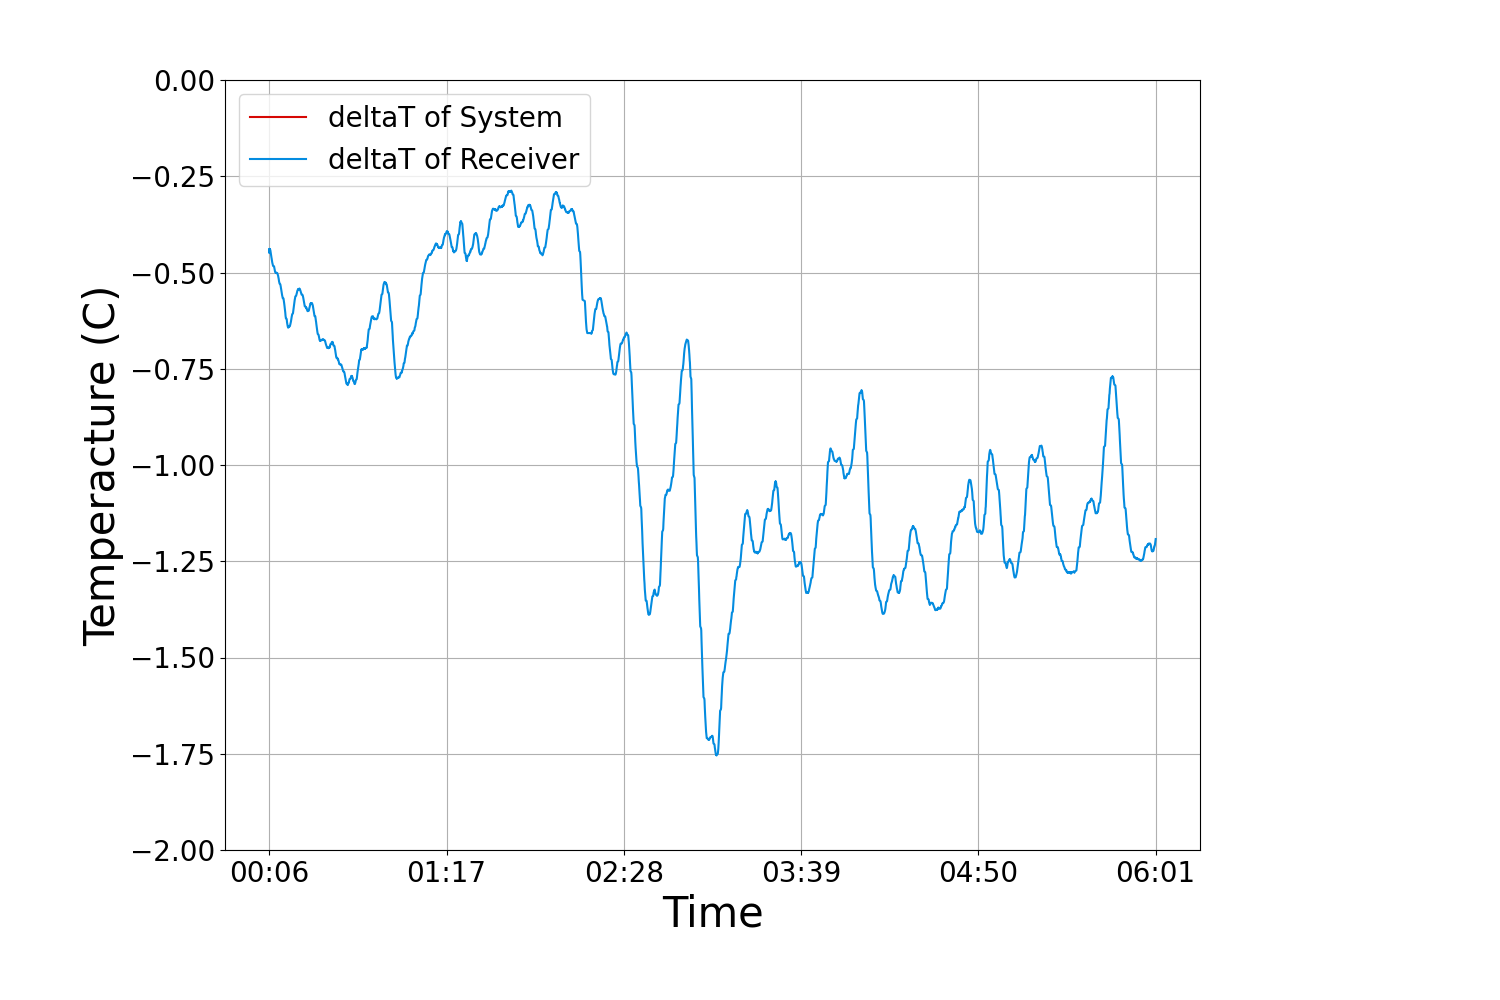 0.00
−0.25
−0.50
−0.75
−1.00
−1.25
−1.50
−1.75
−2.00
Temperacture (C)
deltaT of System
deltaT of Receiver
00:06 01:17 02:28 03:39 04:50 06:01
Time